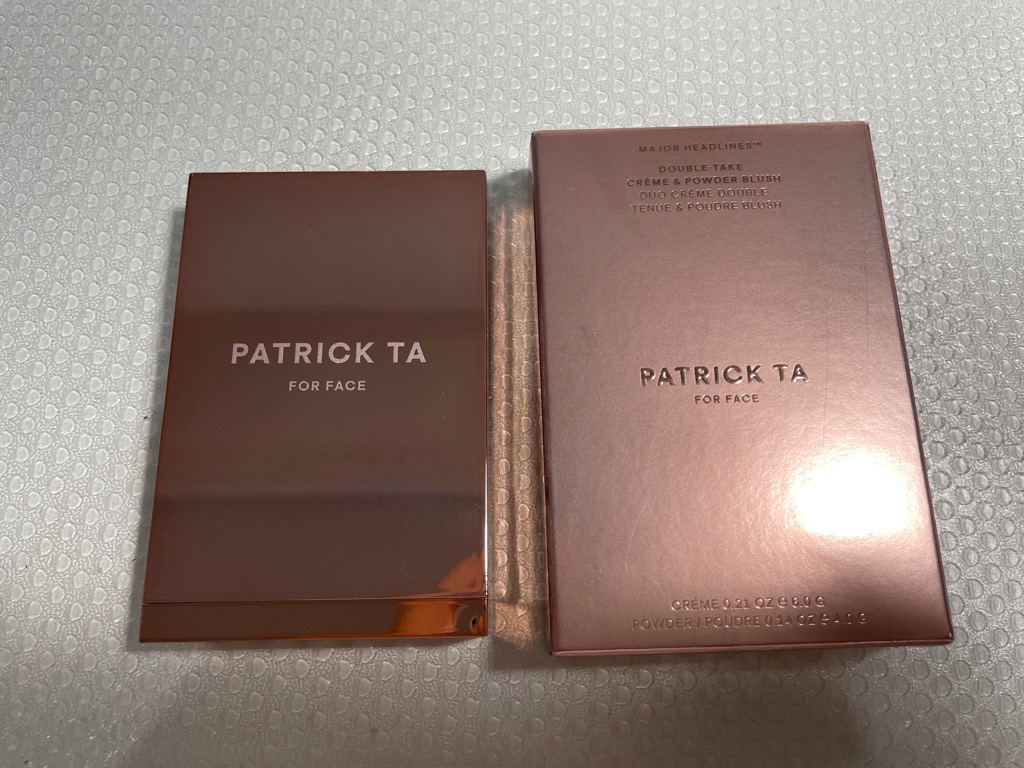 PATRICK TA
FOR FACE
MAJOR HEADLINES™
DOUBLE-TAKE
CRÈME & POWDER BLUSH
DUO CRÈME DOUBLE
TENUE & POUDRE BLUSH
PATRICK TA
FOR FACE
CRÈME 0.21 OZ ℮ 6.0 G
POWDER / POUDRE 0.14 OZ ℮ 4.0 G